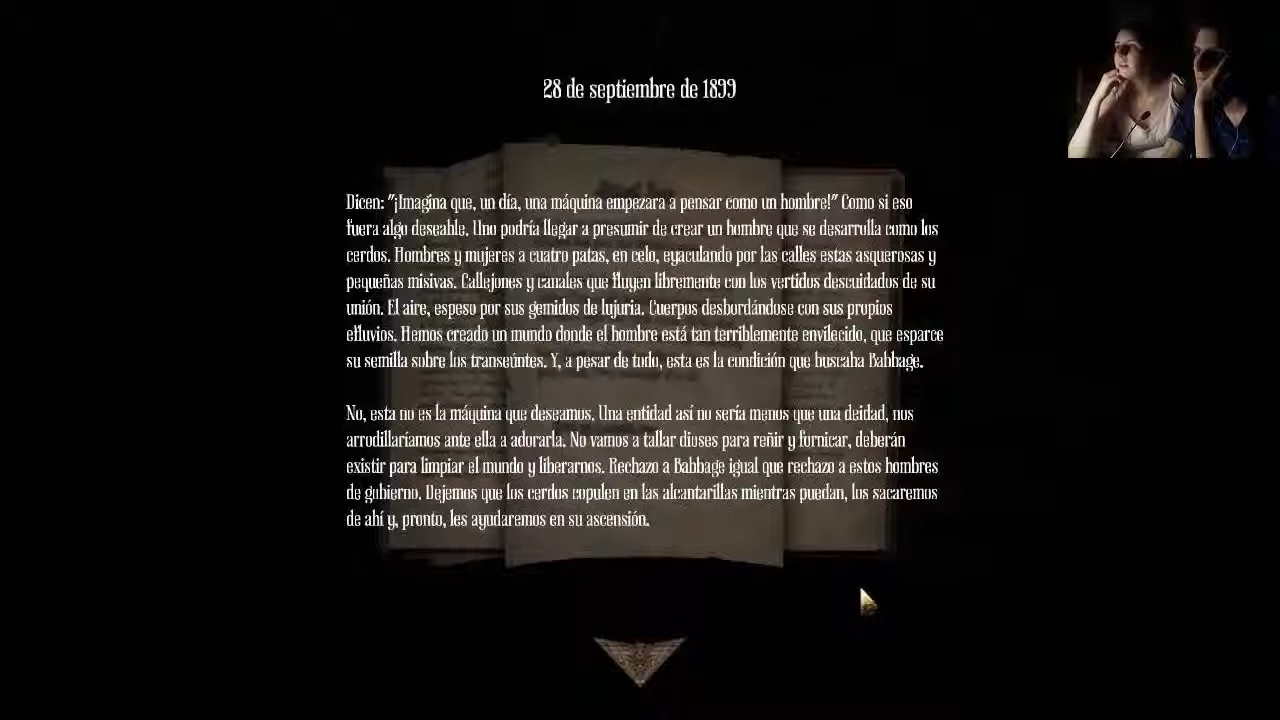 28 de septiembre de 1899
Dicen: "¡Imagina que, un día, una máquina empezara a pensar como un hombre!" Como si eso
fuera algo deseable. Uno podría llegar a presumir de crear un hombre que se desarrolla como los
cerdos. Hombres y mujeres a cuatro patas, en celo, eyaculando por las calles estas asquerosas y
pequeñas misivas. Callejones y canales que fluyen libremente con los vertidos descuidados de su
unión. El aire, espeso por sus gemidos de lujuria. Cuerpos desbordándose con sus propios
efluvios. Hemos creado un mundo donde el hombre está tan terriblemente envilecido, que esparce
su semilla sobre los transeúntes. Y, a pesar de todo, esta es la condición que buscaba Babbage.
No, esta no es la máquina que deseamos. Una entidad así no sería menos que una deidad, nos
arrodillaríamos ante ella a adorarla. No vamos a tallar dioses para reñir y fornicar, deberán
existir para limpiar el mundo y liberarnos. Rechazo a Babbage igual que rechazo a estos hombres
de gobierno. Dejemos que los cerdos copulen en las alcantarillas mientras puedan, los sacaremos
de ahí y, pronto, les ayudaremos en su ascensión.